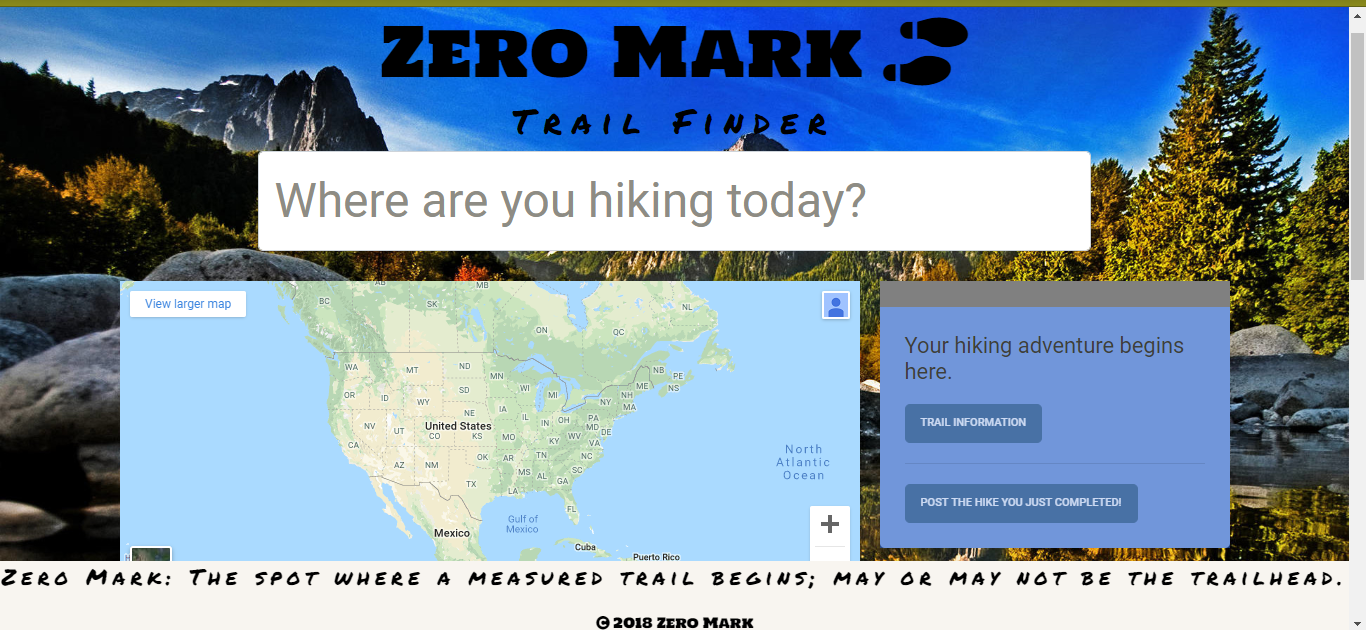 Zero Mark
Trail Finder
Where are you hiking today?
View larger map
BC
AB
SK
MB
ON
QC
NL
NB
PE
NS
WA
MT
ND
MN
OR
ID
WY
SD
WI
MI
NY
ME
NH
MA
NV
UT
CO
NE
KS
IA
IL
IN
OH
PA
MD
DE
United States
CA
AZ
NM
OK
MO
AR
KY
TN
WV
VA
NC
SC
TX
LA
MS
AL
GA
FL
North
Atlantic
Ocean
Gulf of
Mexico
Mexico
Cuba
Puerto Rico
Your hiking adventure begins
here.
TRAIL INFORMATION
POST THE HIKE YOU JUST COMPLETED!
Zero Mark: The spot where a measured trail begins; may or may not be the trailhead.
© 2018 Zero Mark